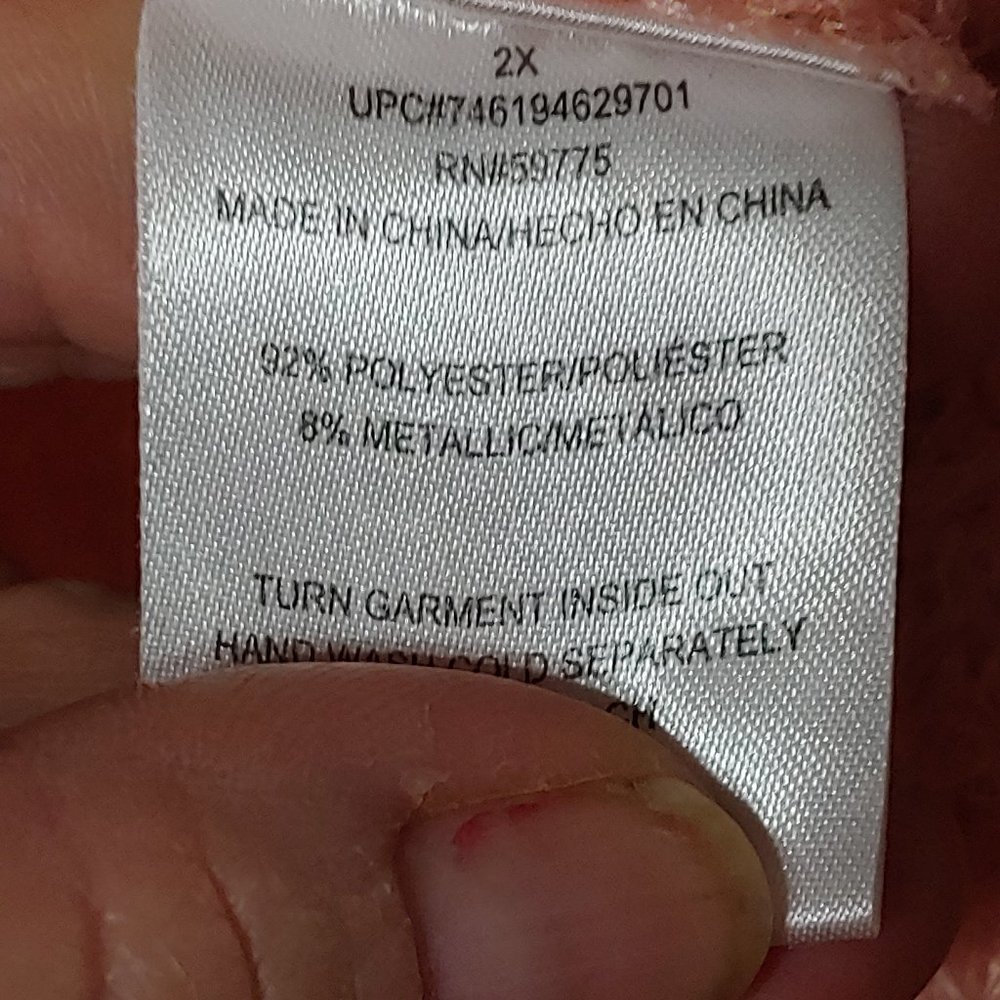 2X
UPC#746194629701
RN#59775
MADE IN CHINA/HECHO EN CHINA
92% POLYESTER/POLIÉSTER
8% METALLIC/METÁLICO
TURN GARMENT INSIDE OUT
HAND WASH COLD SEPARATELY
CH